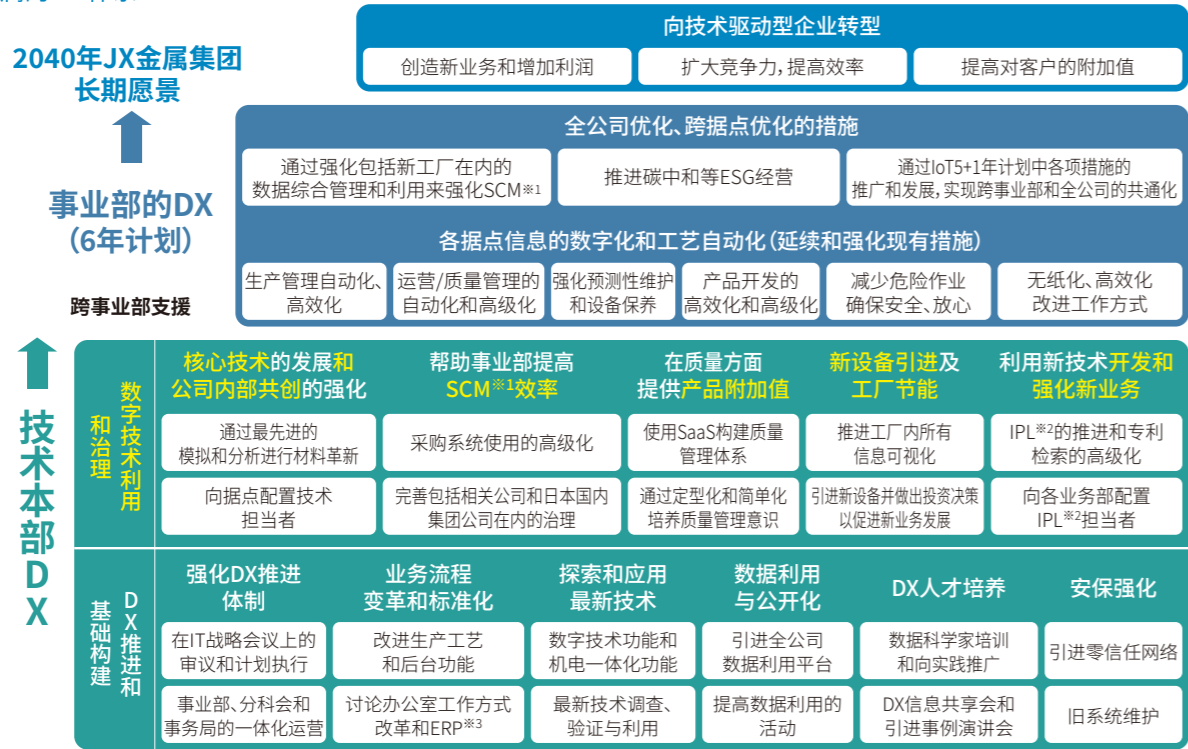 向技术驱动型企业转型
2040年JX金属集团
长期愿景
创造新业务和增加利润
扩大竞争力，提高效率
提高对客户的附加值
全公司优化、跨据点优化的措施
通过强化包括新工厂在内的
数据综合管理和利用来强化SCM※1
推进碳中和等ESG经营
通过IoT5+1年计划中各项措施的
推广和发展，实现跨事业部和全公司的共通化
事业部的DX
（6年计划）
各据点信息的数字化和工艺自动化（延续和强化现有措施）
生产管理自动化、
高效化
运营/质量管理的
自动化和高级化
强化预测性维护
和设备保养
产品开发的
高效化和高级化
减少危险作业
确保安全、放心
无纸化、高效化
改进工作方式
跨事业部支援
技术本部DX
数字技术利用
和治理
核心技术的发展和
公司内部共创的强化
帮助事业部提高
SCM※1效率
在质量方面
提供产品附加值
新设备引进及
工厂节能
利用新技术开发和
强化新业务
通过最先进的
模拟和分析进行材料革新
采购系统使用的高级化
使用SaaS构建质量
管理体系
推进工厂内所有
信息可视化
IPL※2的推进和专利
检索的高级化
向据点配置技术
担当者
完善包括相关公司和日本国内
集团公司在内的治理
通过定型化和简单化
培养质量管理意识
引进新设备并做出投资决策
以促进新业务发展
向各业务部配置
IPL※2担当者
DX推进和
基础构建
强化DX推进
体制
业务流程
变革和标准化
探索和应用
最新技术
数据利用
与公开化
DX人才培养
安保强化
在IT战略会议上的
审议和计划执行
改进生产工艺
和后台功能
数字技术功能和
机电一体化功能
引进全公司
数据利用平台
数据科学家培训
和向实践推广
引进零信任网络
事业部、分科会和
事务局的一体化运营
讨论办公室工作方式
改革和ERP※3
最新技术调查、
验证与利用
提高数据利用的
活动
DX信息共享会和
引进事例演讲会
旧系统维护